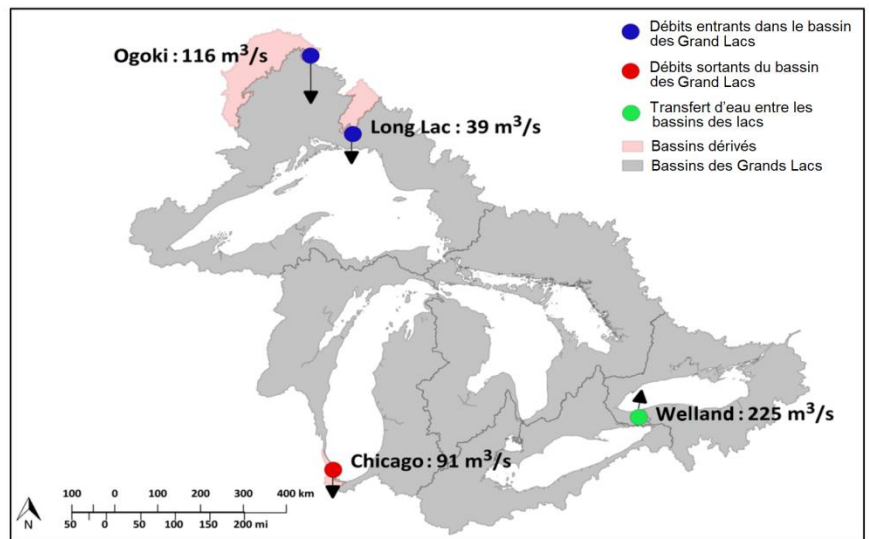 Ogoki : 116 m³/s
Long Lac : 39 m³/s
Débits entrants dans le bassin
des Grand Lacs
Débits sortants du bassin
des Grand Lacs
Transfert d'eau entre les
bassins des lacs
Bassins dérivés
Bassins des Grands Lacs
Welland : 225 m³/s
Chicago : 91 m³/s
100 0 100 200 300 400 km
50 25 0 50 100 150 200 mi
N